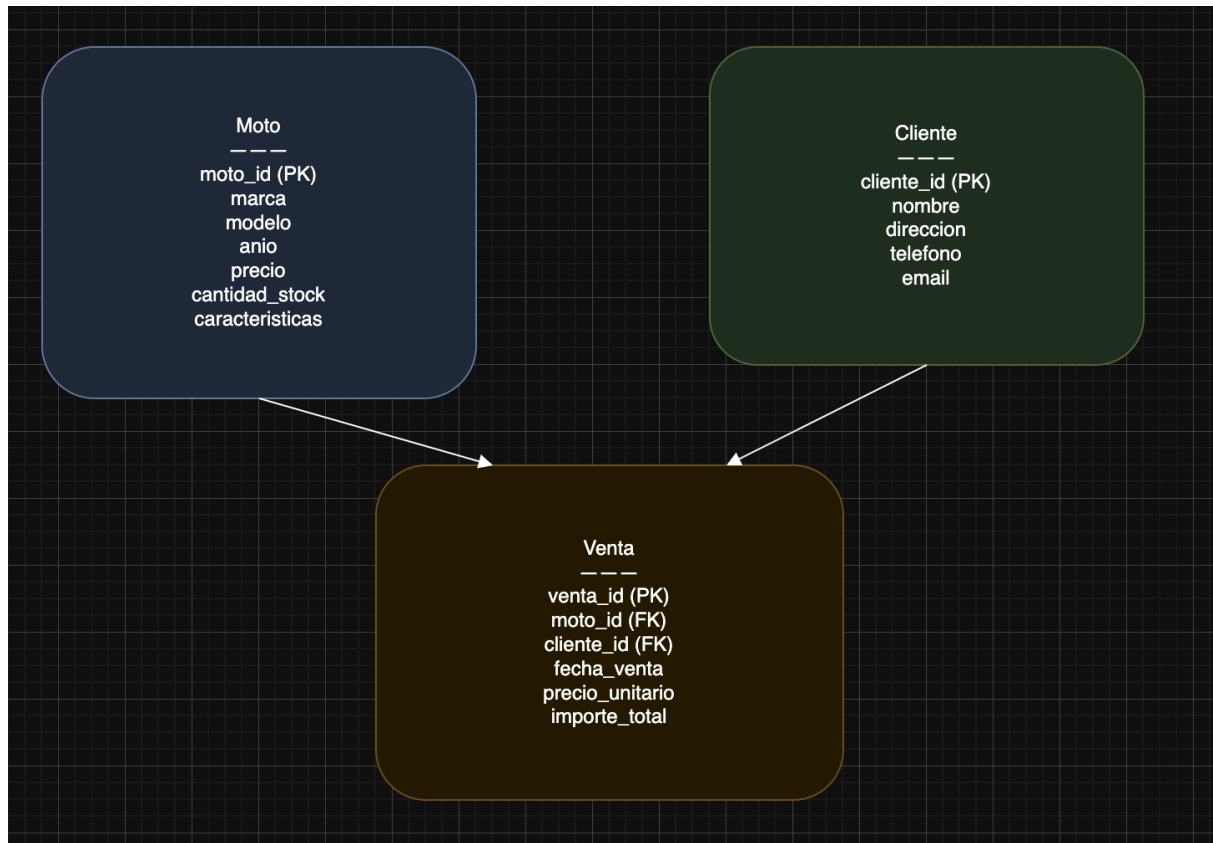 Moto
— — —
moto_id (PK)
marca
modelo
anio
precio
cantidad_stock
caracteristicas
Cliente
— — —
cliente_id (PK)
nombre
direccion
telefono
email
Venta
— — —
venta_id (PK)
moto_id (FK)
cliente_id (FK)
fecha_venta
precio_unitario
importe_total